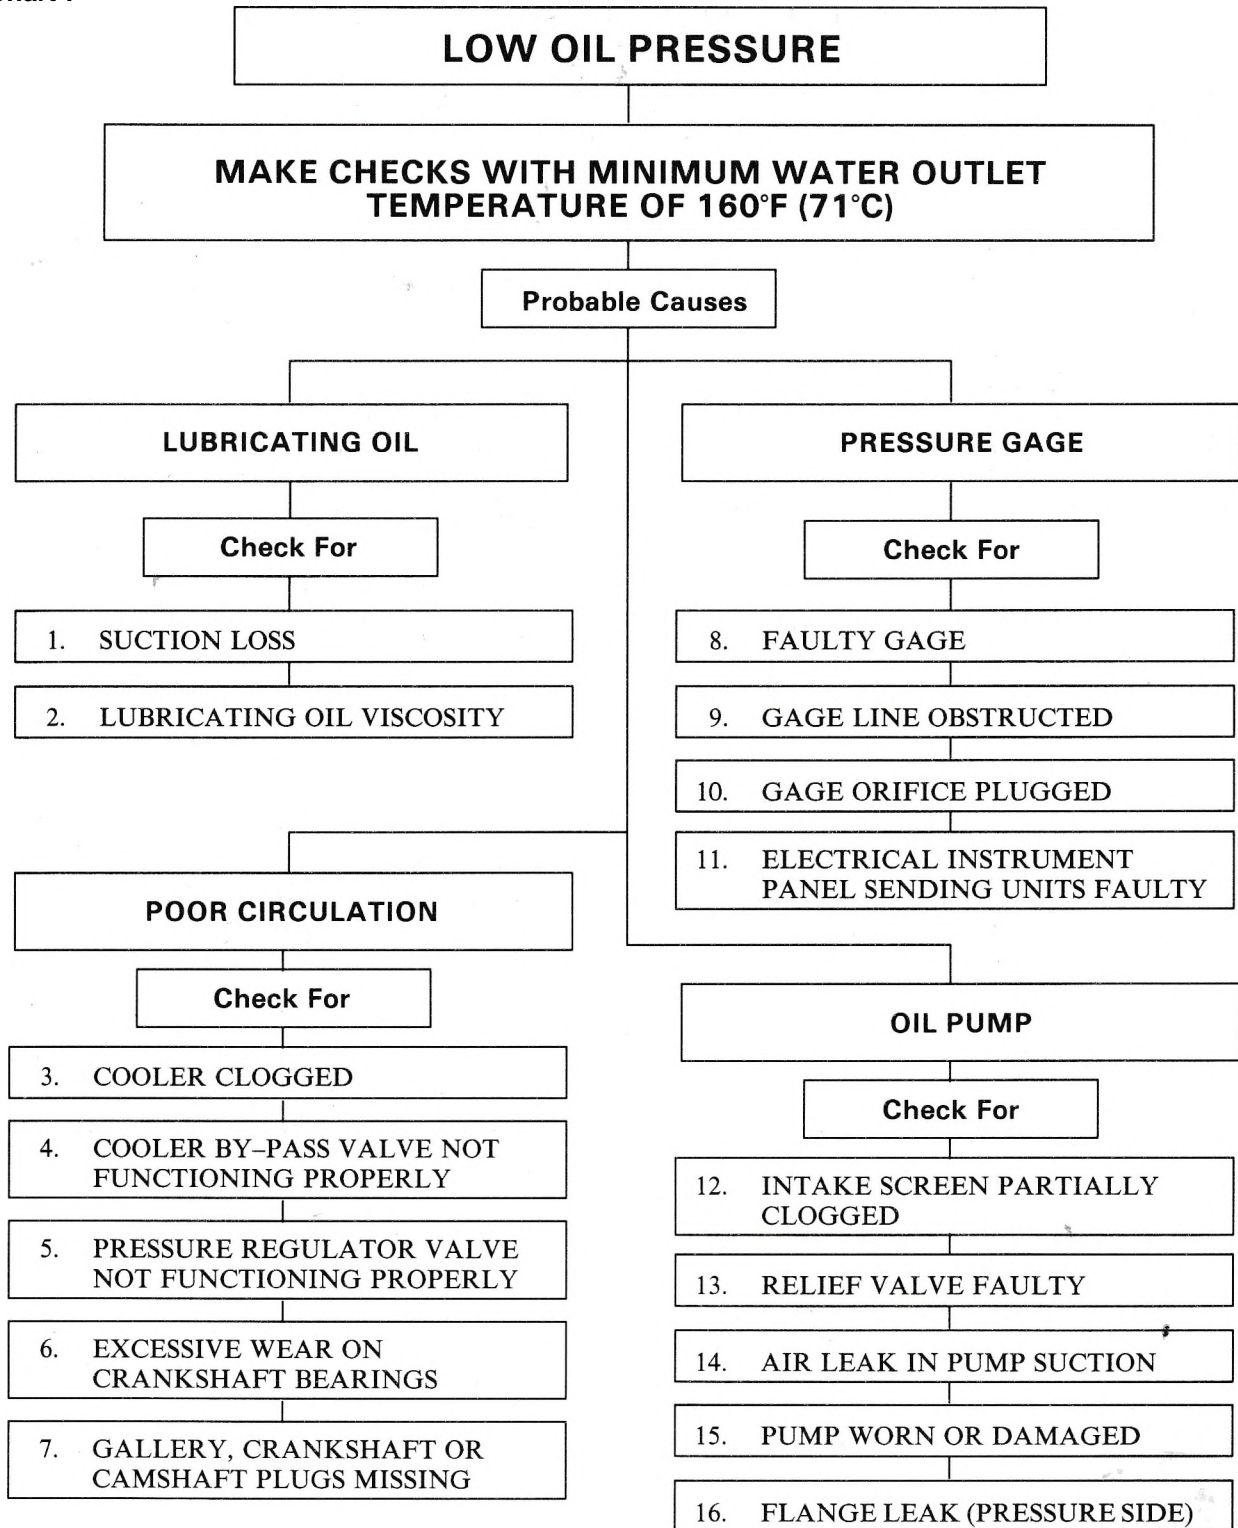 LOW OIL PRESSURE
MAKE CHECKS WITH MINIMUM WATER OUTLET
TEMPERATURE OF 160°F (71°C)
Probable Causes
LUBRICATING OIL
Check For
1. SUCTION LOSS
2. LUBRICATING OIL VISCOSITY
POOR CIRCULATION
Check For
3. COOLER CLOGGED
4. COOLER BY–PASS VALVE NOT
FUNCTIONING PROPERLY
5. PRESSURE REGULATOR VALVE
NOT FUNCTIONING PROPERLY
6. EXCESSIVE WEAR ON
CRANKSHAFT BEARINGS
7. GALLERY, CRANKSHAFT OR
CAMSHAFT PLUGS MISSING
PRESSURE GAGE
Check For
8. FAULTY GAGE
9. GAGE LINE OBSTRUCTED
10. GAGE ORIFICE PLUGGED
11. ELECTRICAL INSTRUMENT
PANEL SENDING UNITS FAULTY
OIL PUMP
Check For
12. INTAKE SCREEN PARTIALLY
CLOGGED
13. RELIEF VALVE FAULTY
14. AIR LEAK IN PUMP SUCTION
15. PUMP WORN OR DAMAGED
16. FLANGE LEAK (PRESSURE SIDE)